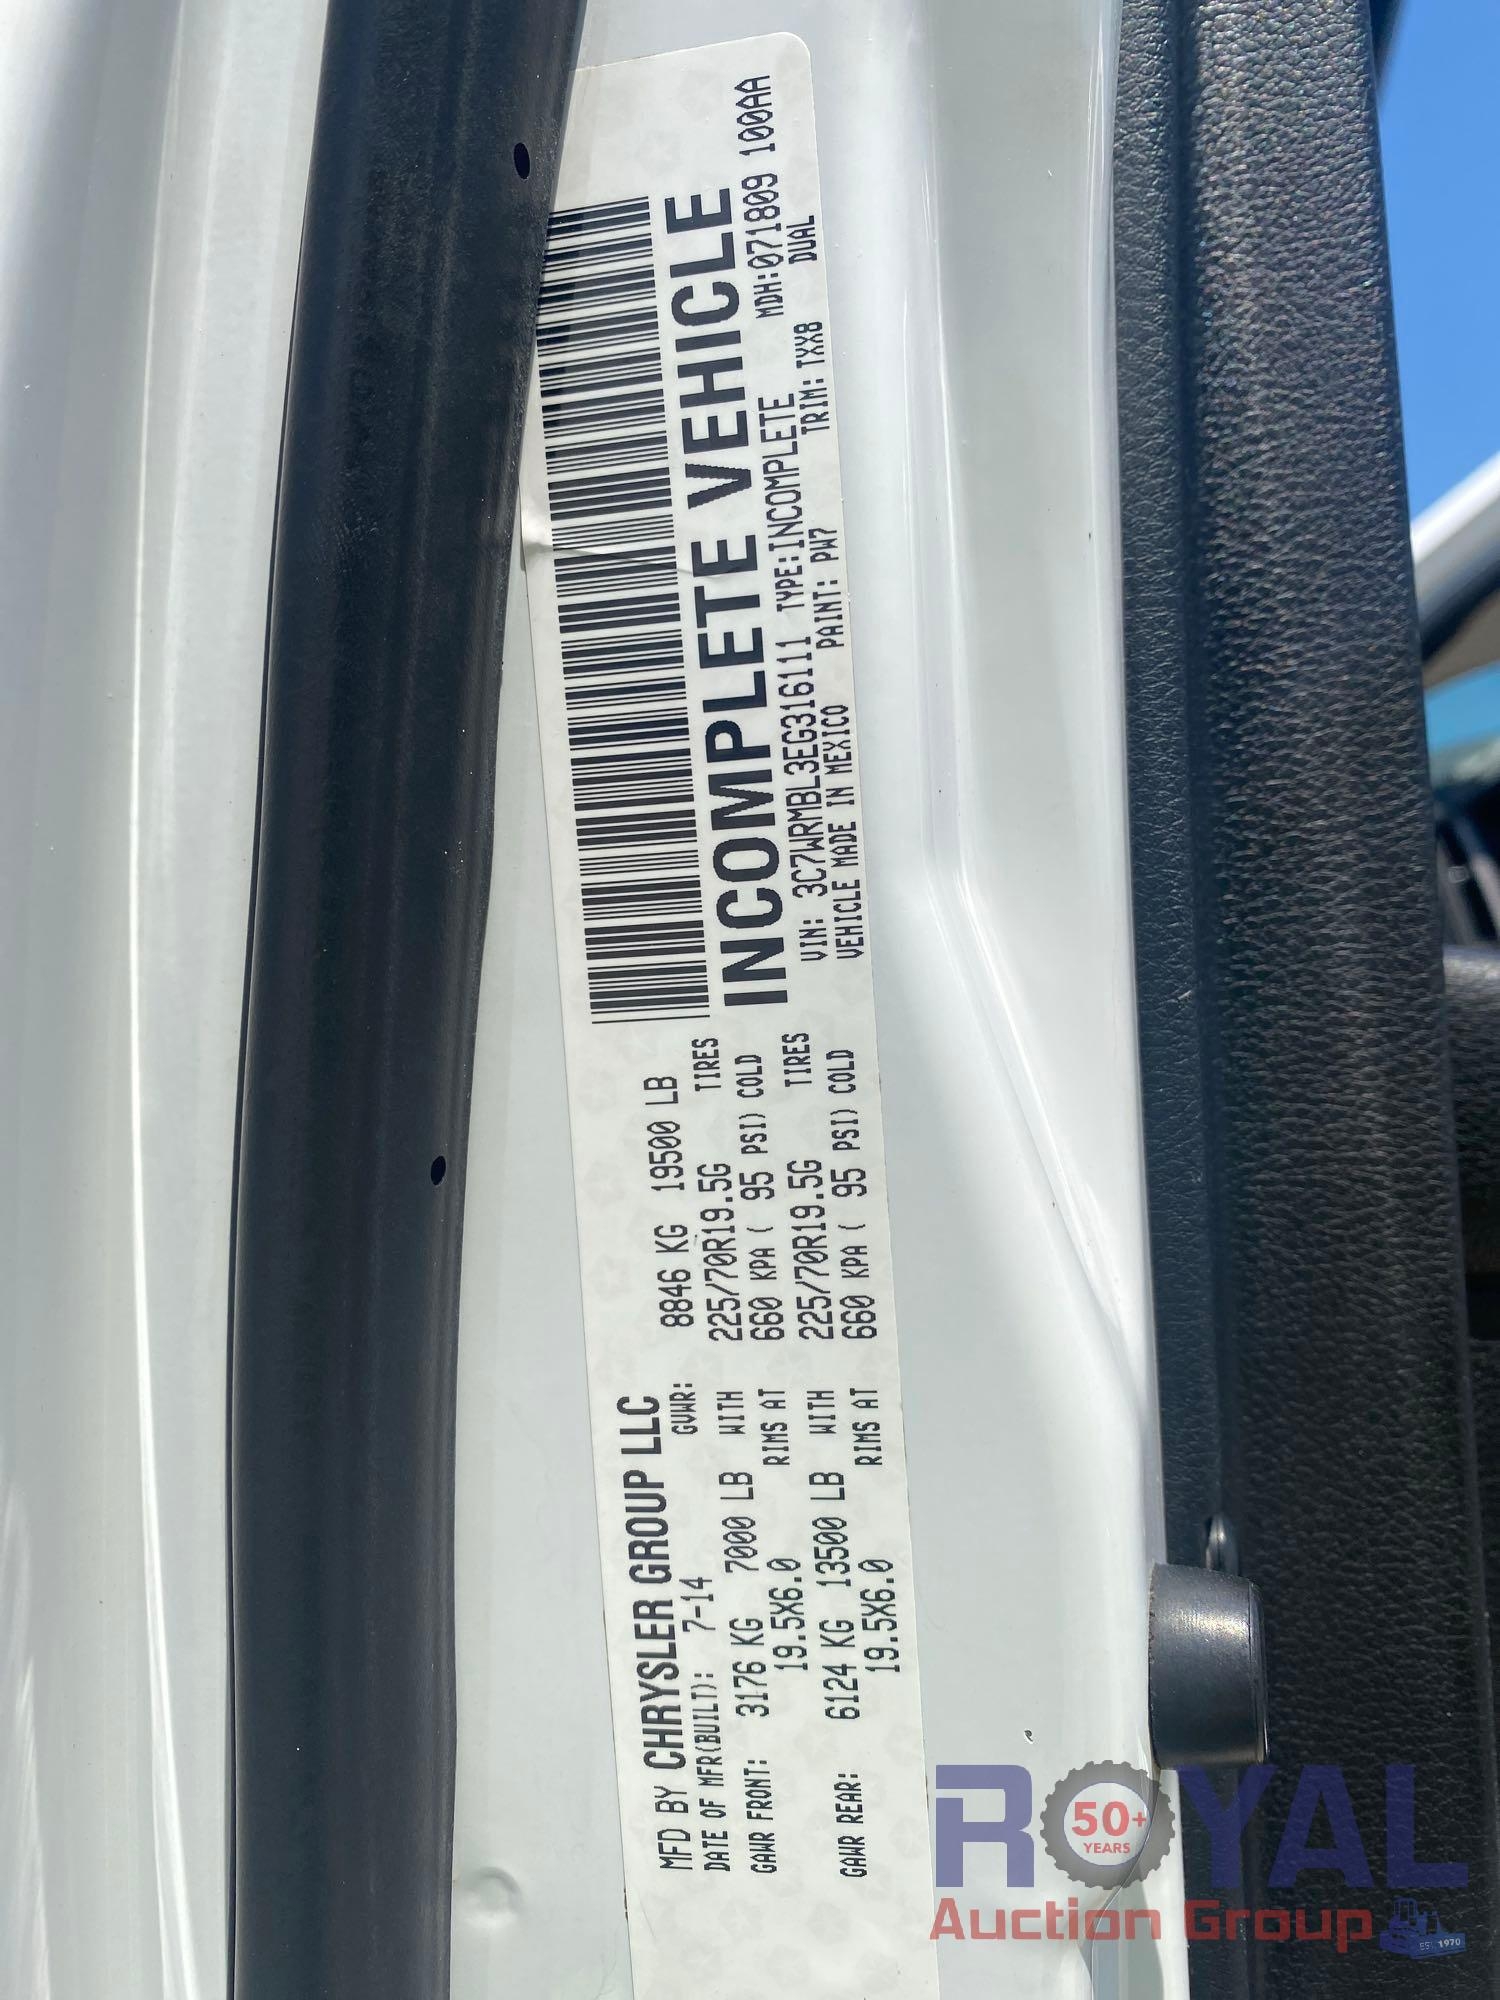 MFD BY CHRYSLER GROUP LLC
DATE OF MFR(BUILT): 7-14 GVWR: 8846 KG 19500 LB
GAWR FRONT: 3176 KG 7000 LB WITH 225/70R19.5G TIRES
19.5X6.0 RIMS AT 660 KPA ( 95 PSI) COLD
GAWR REAR: 6124 KG 13500 LB WITH 225/70R19.5G TIRES
19.5X6.0 RIMS AT 660 KPA ( 95 PSI) COLD
INCOMPLETE VEHICLE
MDH:071809 100AA
VIN: 3C7WRMBL3EG316111 TYPE:INCOMPLETE DUAL
VEHICLE MADE IN MEXICO PAINT: PW7 TRIM: TXX8
ROYAL
50+
YEARS
Auction Group
EST. 1970